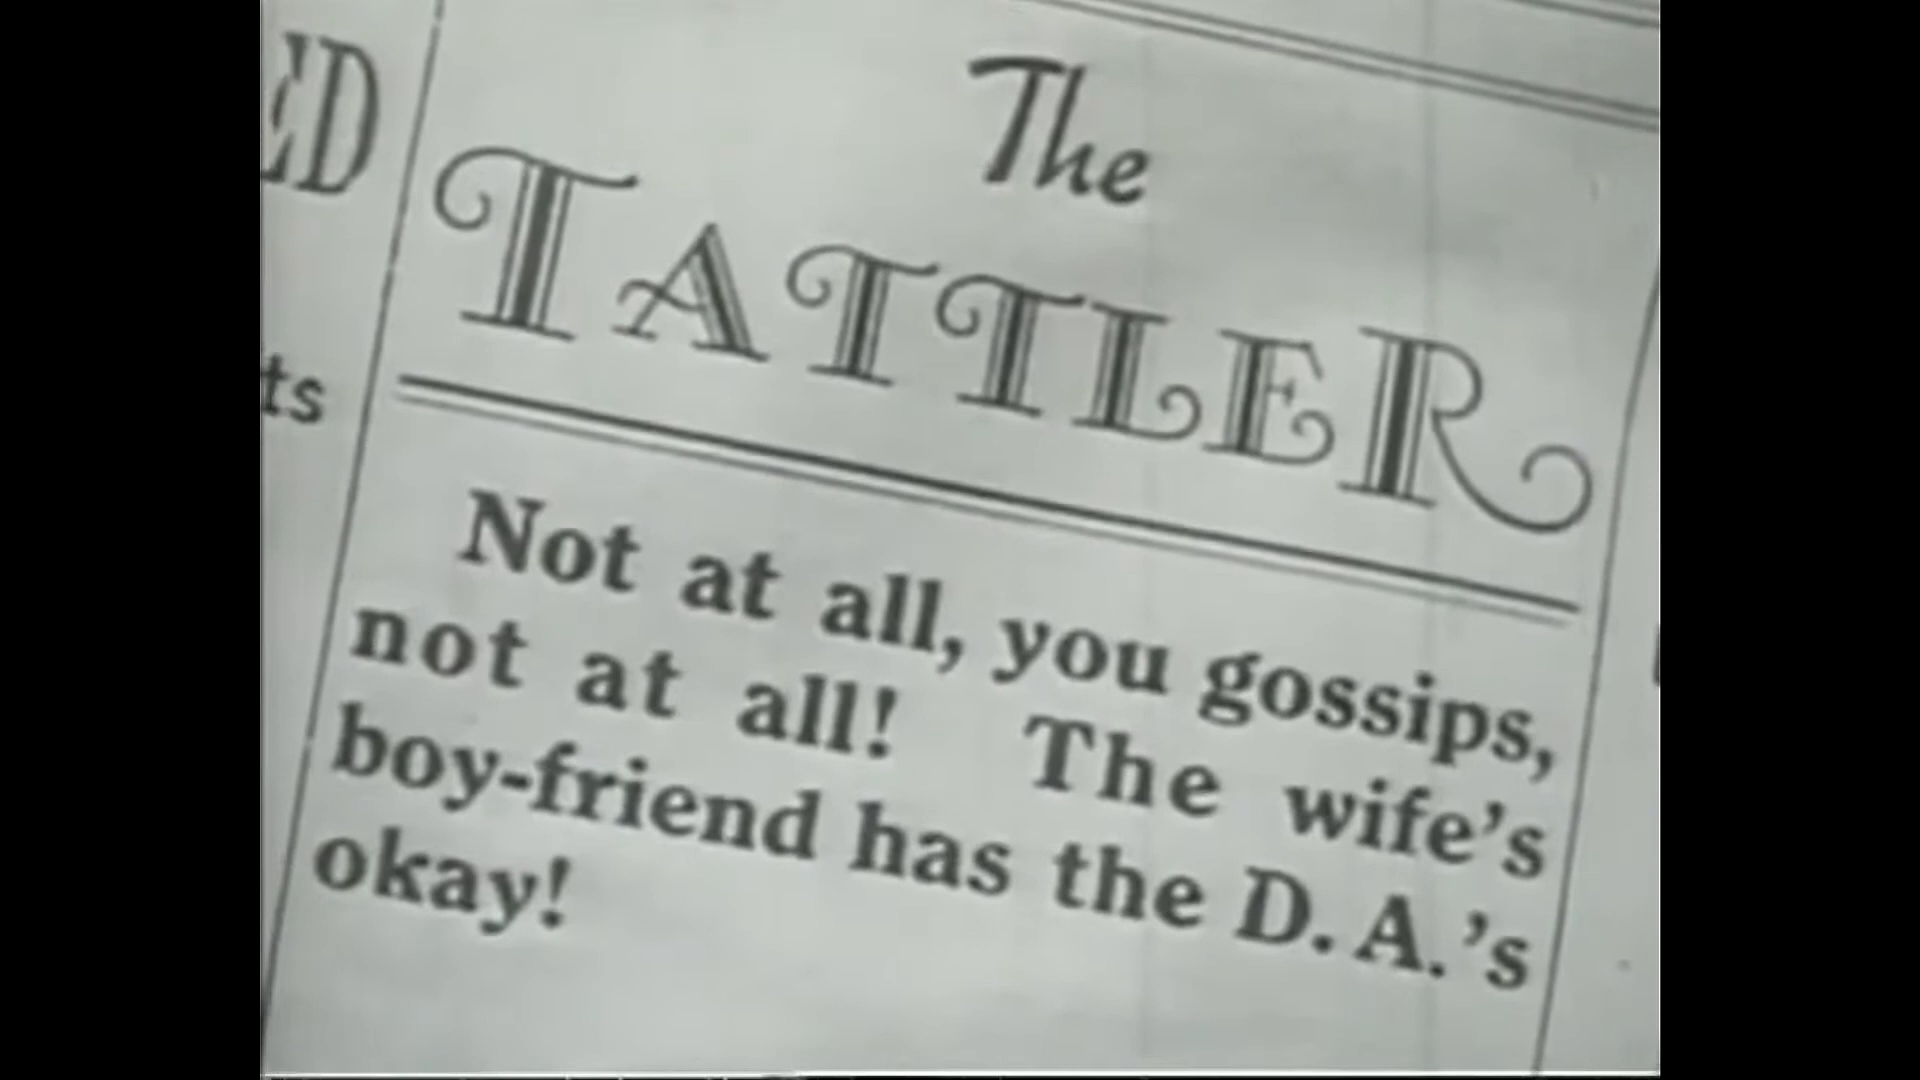 ED
ts
The
TATTLER
Not at all, you gossips,
not at all! The wife's
boy-friend has the D. A.'s
okay!